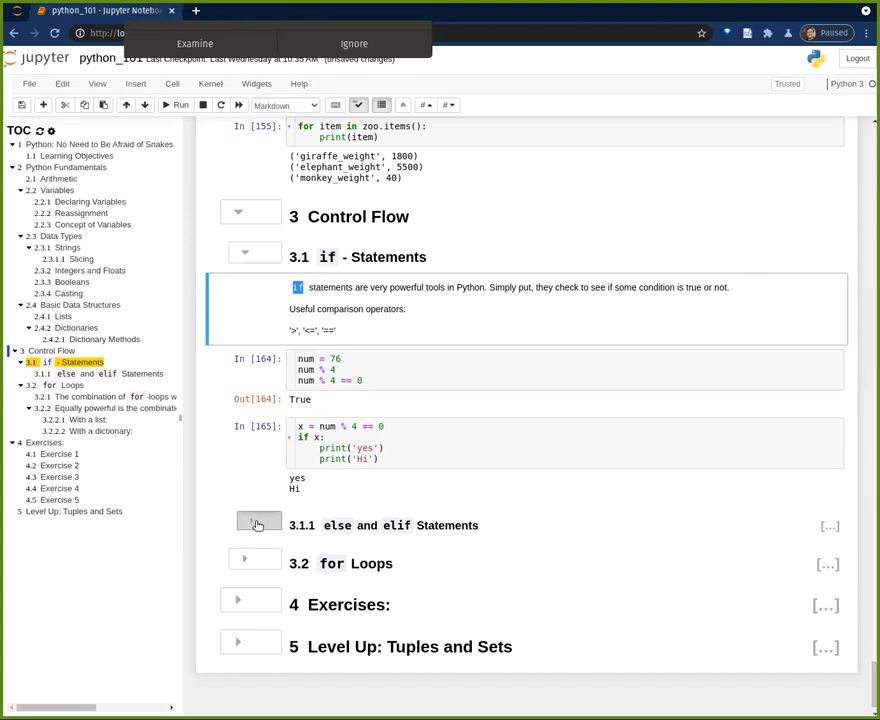 python_101 - Jupyter Notebo
http://lo
Examine
Ignore
Paused
jupyter
Last Checkpoint: Last Wednesday at 10:35 AM (unsaved changes)
Logout
File Edit View Insert Cell Kernel Widgets Help
Trusted
Python 3
Run
Markdown
TOC
1 Python: No Need to Be Afraid of Snakes
1.1 Learning Objectives
2 Python Fundamentals
2.1 Arithmetic
2.2 Variables
2.2.1 Declaring Variables
2.2.2 Reassignment
2.2.3 Concept of Variables
2.3 Data Types
2.3.1 Strings
2.3.1.1 Slicing
2.3.2 Integers and Floats
2.3.3 Booleans
2.3.4 Casting
2.4 Basic Data Structures
2.4.1 Lists
2.4.2 Dictionaries
2.4.2.1 Dictionary Methods
3 Control Flow
3.1 if - Statements
3.1.1 else and elif Statements
3.2 for Loops
3.2.1 The combination of for -loops w
3.2.2 Equally powerful is the combinati
3.2.2.1 With a list:
3.2.2.2 With a dictionary:
4 Exercises:
4.1 Exercise 1
4.2 Exercise 2
4.3 Exercise 3
4.4 Exercise 4
4.5 Exercise 5
5 Level Up: Tuples and Sets
In [155]: for item in zoo.items():
print(item)
('giraffe_weight', 1800)
('elephant_weight', 5500)
('monkey_weight', 40)
3 Control Flow
3.1 if - Statements
if statements are very powerful tools in Python. Simply put, they check to see if some condition is true or not.
Useful comparison operators:
'>', '<=', '=='
In [164]: num = 76
num % 4
num % 4 == 0
Out[164]: True
In [165]: x = num % 4 == 0
if x:
print('yes')
print('Hi')
yes
Hi
3.1.1 else and elif Statements [...]
3.2 for Loops [...]
4 Exercises: [...]
5 Level Up: Tuples and Sets [...]